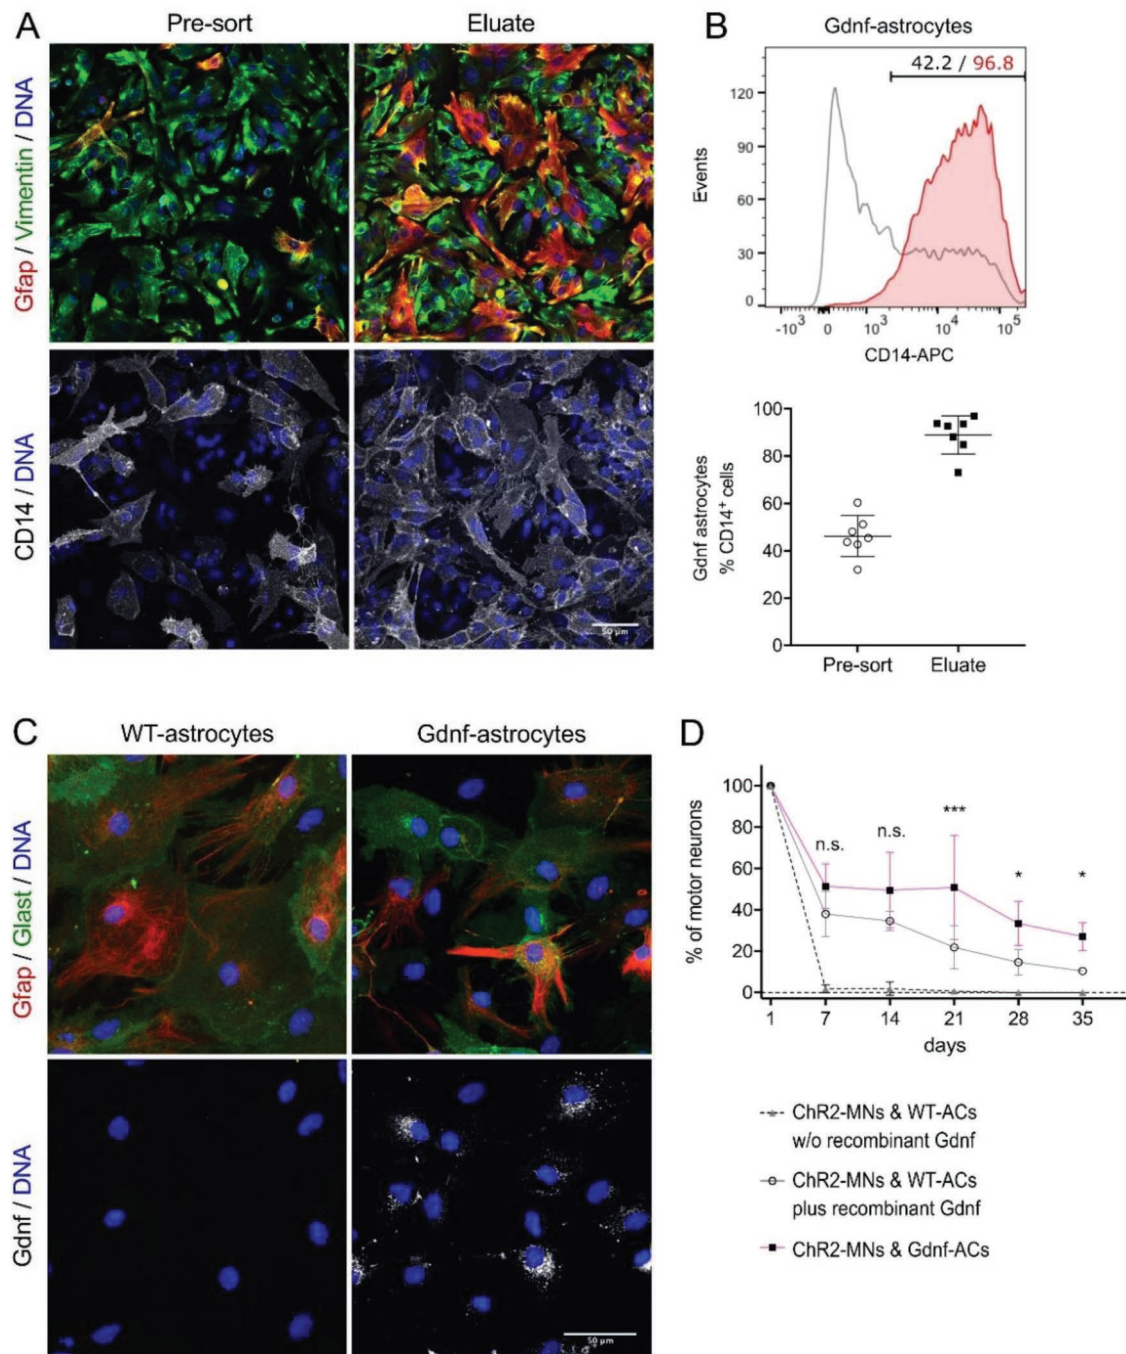 A
Pre-sort
Eluate
Gfap / Vimentin / DNA
CD14 / DNA
50 µm
B
Gdnf-astrocytes
42.2 / 96.8
Events
120
90
60
30
0
-10³ 0 10³ 10⁴ 10⁵
CD14-APC
Gdnf astrocytes
% CD14⁺ cells
100
80
60
40
20
0
Pre-sort
Eluate
C
WT-astrocytes
Gdnf-astrocytes
Gfap / Glast / DNA
Gdnf / DNA
50 µm
D
% of motor neurons
100
80
60
40
20
0
n.s.
n.s.
***
*
*
1 7 14 21 28 35
days
ChR2-MNs & WT-ACs
w/o recombinant Gdnf
ChR2-MNs & WT-ACs
plus recombinant Gdnf
ChR2-MNs & Gdnf-ACs